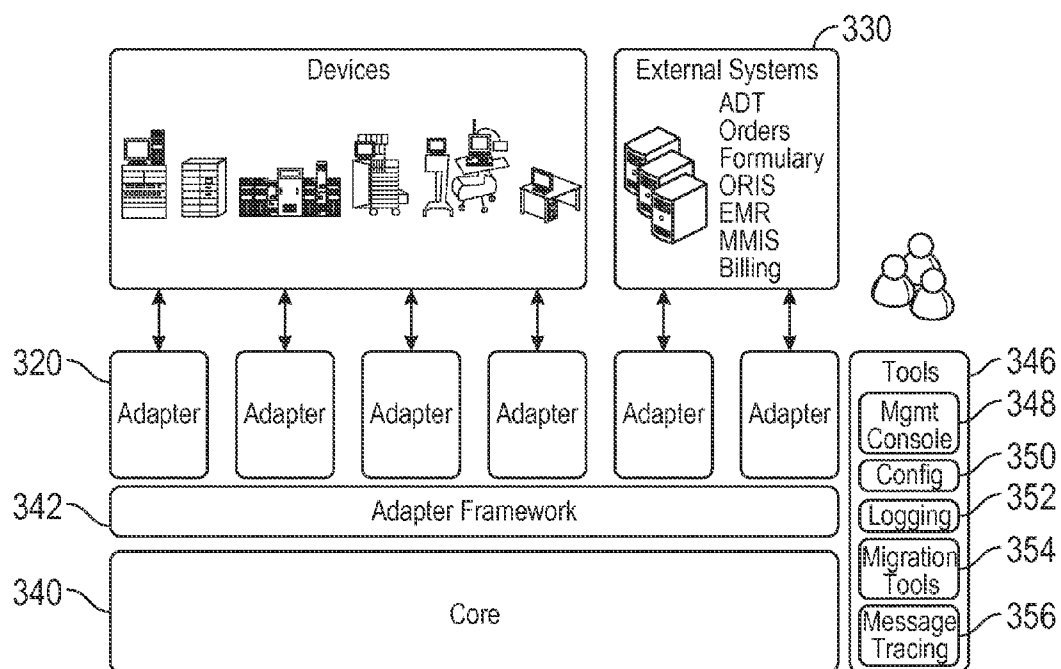 330
Devices
External Systems
ADT
Orders
Formulary
ORIS
EMR
MMIS
Billing
320
Adapter
Adapter
Adapter
Adapter
Adapter
Adapter
Tools
346
Mgmt
Console
348
Config
350
Logging
352
Migration
Tools
354
Message
Tracing
356
342
Adapter Framework
340
Core